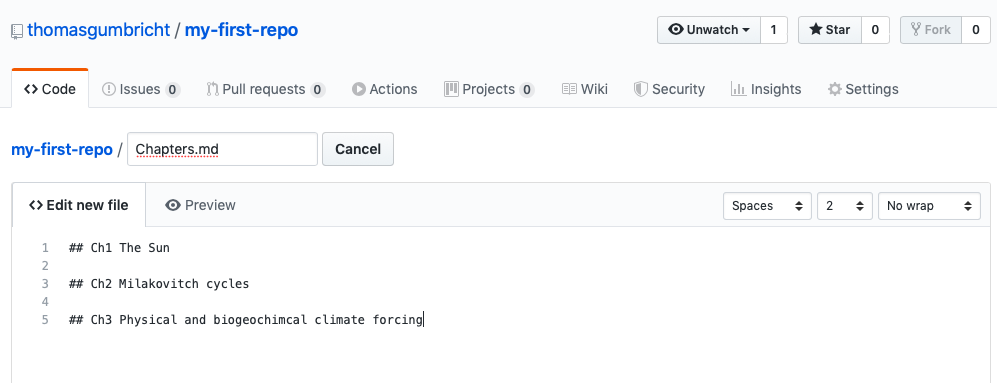 thomasgumbricht / my-first-repo Unwatch 1 Star 0 Fork 0
Code Issues 0 Pull requests 0 Actions Projects 0 Wiki Security Insights Settings
my-first-repo / Chapters.md Cancel
Edit new file Preview Spaces 2 No wrap
1 ## Ch1 The Sun
2
3 ## Ch2 Milakovitch cycles
4
5 ## Ch3 Physical and biogeochimcal climate forcing